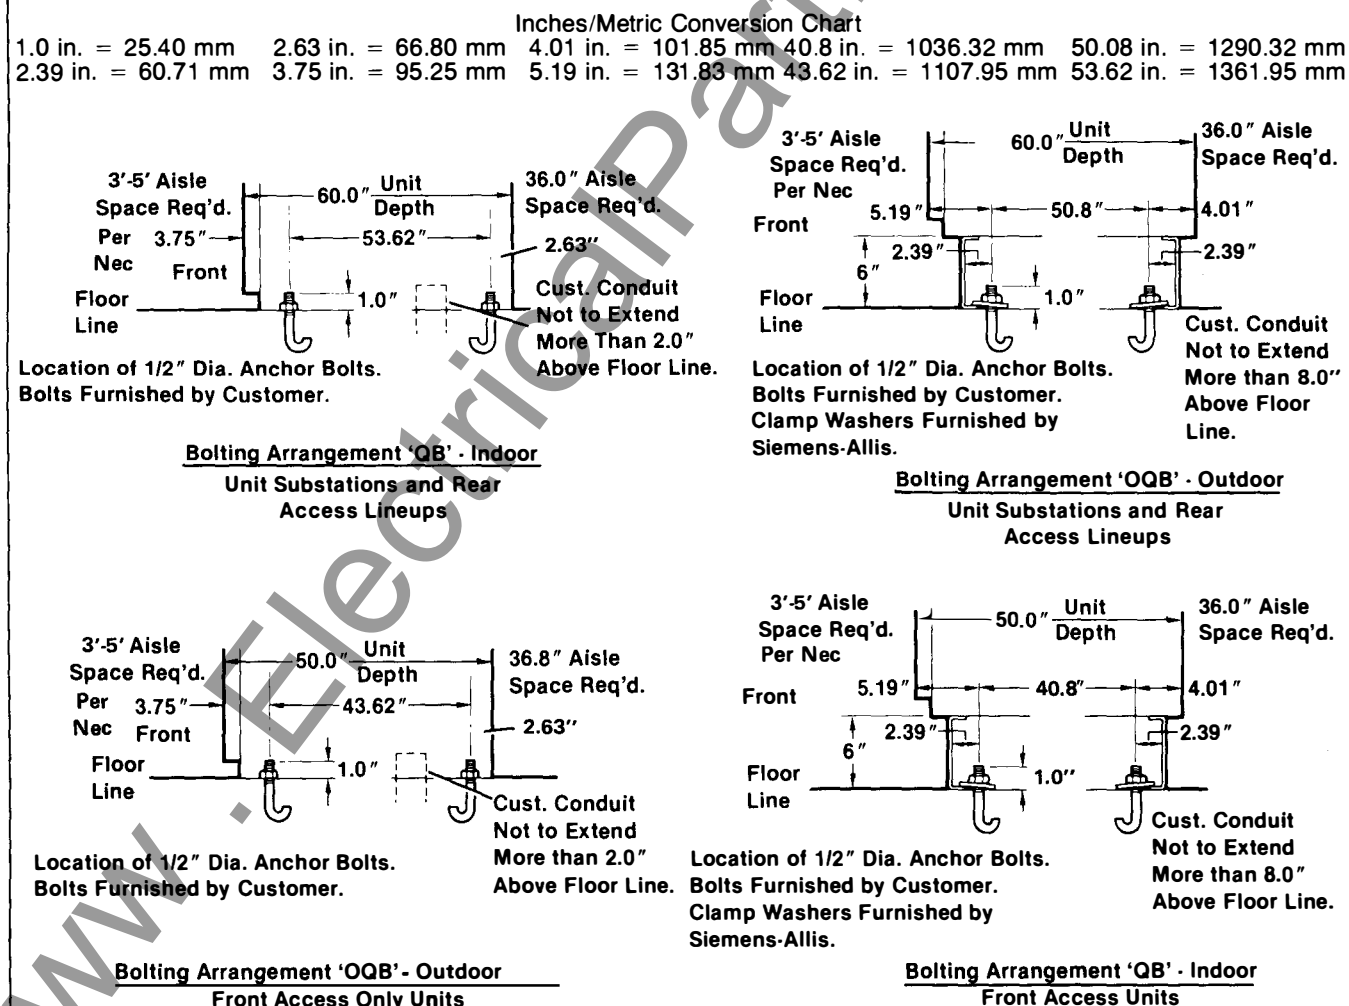 Inches/Metric Conversion Chart
1.0 in. = 25.40 mm 2.63 in. = 66.80 mm 4.01 in. = 101.85 mm 40.8 in. = 1036.32 mm 50.08 in. = 1290.32 mm
2.39 in. = 60.71 mm 3.75 in. = 95.25 mm 5.19 in. = 131.83 mm 43.62 in. = 1107.95 mm 53.62 in. = 1361.95 mm
3'-5' Aisle
Space Req'd.
Per
Nec
3.75"
Front
60.0" Unit
Depth
53.62"
36.0" Aisle
Space Req'd.
2.63"
Floor
Line
1.0"
Cust. Conduit
Not to Extend
More Than 2.0"
Above Floor Line.
Location of 1/2" Dia. Anchor Bolts.
Bolts Furnished by Customer.
Bolting Arrangement 'QB' - Indoor
Unit Substations and Rear
Access Lineups
3'-5' Aisle
Space Req'd.
Per Nec
Front
60.0" Unit
Depth
36.0" Aisle
Space Req'd.
5.19"
50.8"
4.01"
2.39"
2.39"
6"
Floor
Line
1.0"
Cust. Conduit
Not to Extend
More than 8.0"
Above Floor
Line.
Location of 1/2" Dia. Anchor Bolts.
Bolts Furnished by Customer.
Clamp Washers Furnished by
Siemens-Allis.
Bolting Arrangement 'OQB' - Outdoor
Unit Substations and Rear
Access Lineups
3'-5' Aisle
Space Req'd.
Per
Nec
3.75"
Front
50.0" Unit
Depth
43.62"
36.8" Aisle
Space Req'd.
2.63"
Floor
Line
1.0"
Cust. Conduit
Not to Extend
More than 2.0"
Above Floor Line.
Location of 1/2" Dia. Anchor Bolts.
Bolts Furnished by Customer.
Bolting Arrangement 'OQB' - Outdoor
Front Access Only Units
3'-5' Aisle
Space Req'd.
Per Nec
Front
50.0" Unit
Depth
36.0" Aisle
Space Req'd.
5.19"
40.8"
4.01"
2.39"
2.39"
6"
Floor
Line
1.0"
Cust. Conduit
Not to Extend
More than 8.0"
Above Floor Line.
Location of 1/2" Dia. Anchor Bolts.
Bolts Furnished by Customer.
Clamp Washers Furnished by
Siemens-Allis.
Bolting Arrangement 'QB' - Indoor
Front Access Units
ww.ElectricalPart